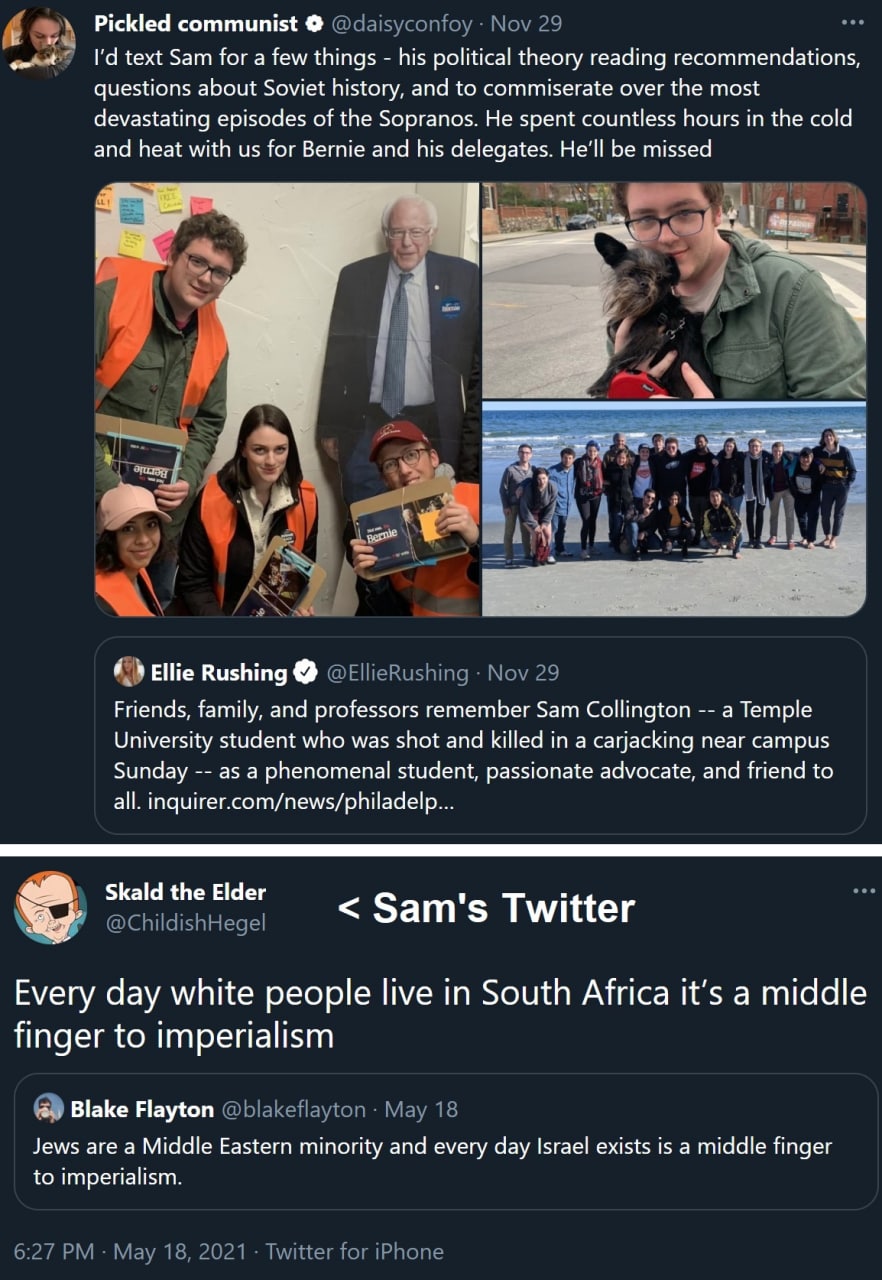 Pickled communist @daisyconfoy · Nov 29
I'd text Sam for a few things - his political theory reading recommendations,
questions about Soviet history, and to commiserate over the most
devastating episodes of the Sopranos. He spent countless hours in the cold
and heat with us for Bernie and his delegates. He'll be missed
Bernie
Bernie
Bernie
Ellie Rushing @EllieRushing · Nov 29
Friends, family, and professors remember Sam Collington -- a Temple
University student who was shot and killed in a carjacking near campus
Sunday -- as a phenomenal student, passionate advocate, and friend to
all. inquirer.com/news/philadelp...
Skald the Elder
@ChildishHegel
< Sam's Twitter
Every day white people live in South Africa it's a middle
finger to imperialism
Blake Flayton @blakeflayton · May 18
Jews are a Middle Eastern minority and every day Israel exists is a middle finger
to imperialism.
6:27 PM · May 18, 2021 · Twitter for iPhone